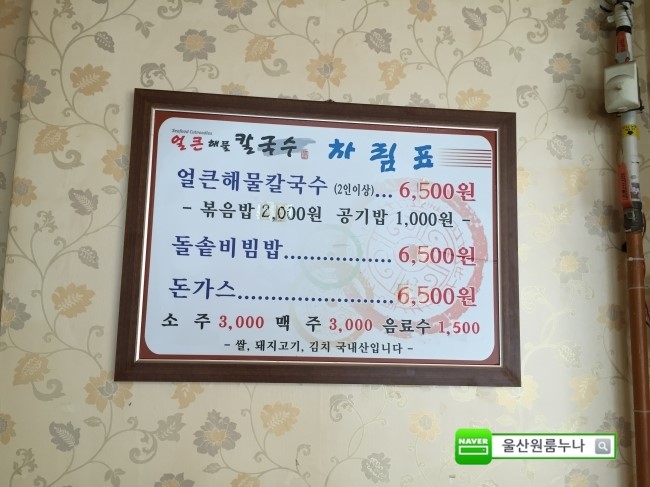 얼큰해물 칼국수 차림표
얼큰해물칼국수 (2인이상)... 6,500원
- 볶음밥 2,000원 공기밥 1,000원 -
돌솥비빔밥................6,500원
돈가스......................6,500원
소 주 3,000 맥 주 3,000 음료수 1,500
- 쌀, 돼지고기, 김치 국내산입니다 -
NAVER 울산원룸누나